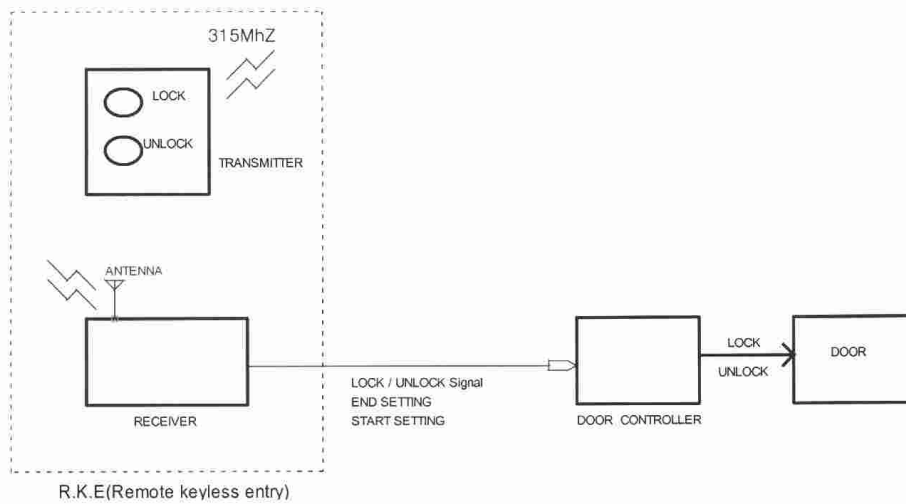 315MhZ
LOCK
UNLOCK
TRANSMITTER
ANTENNA
RECEIVER
LOCK / UNLOCK Signal
END SETTING
START SETTING
DOOR CONTROLLER
LOCK
UNLOCK
DOOR
R.K.E(Remote keyless entry)